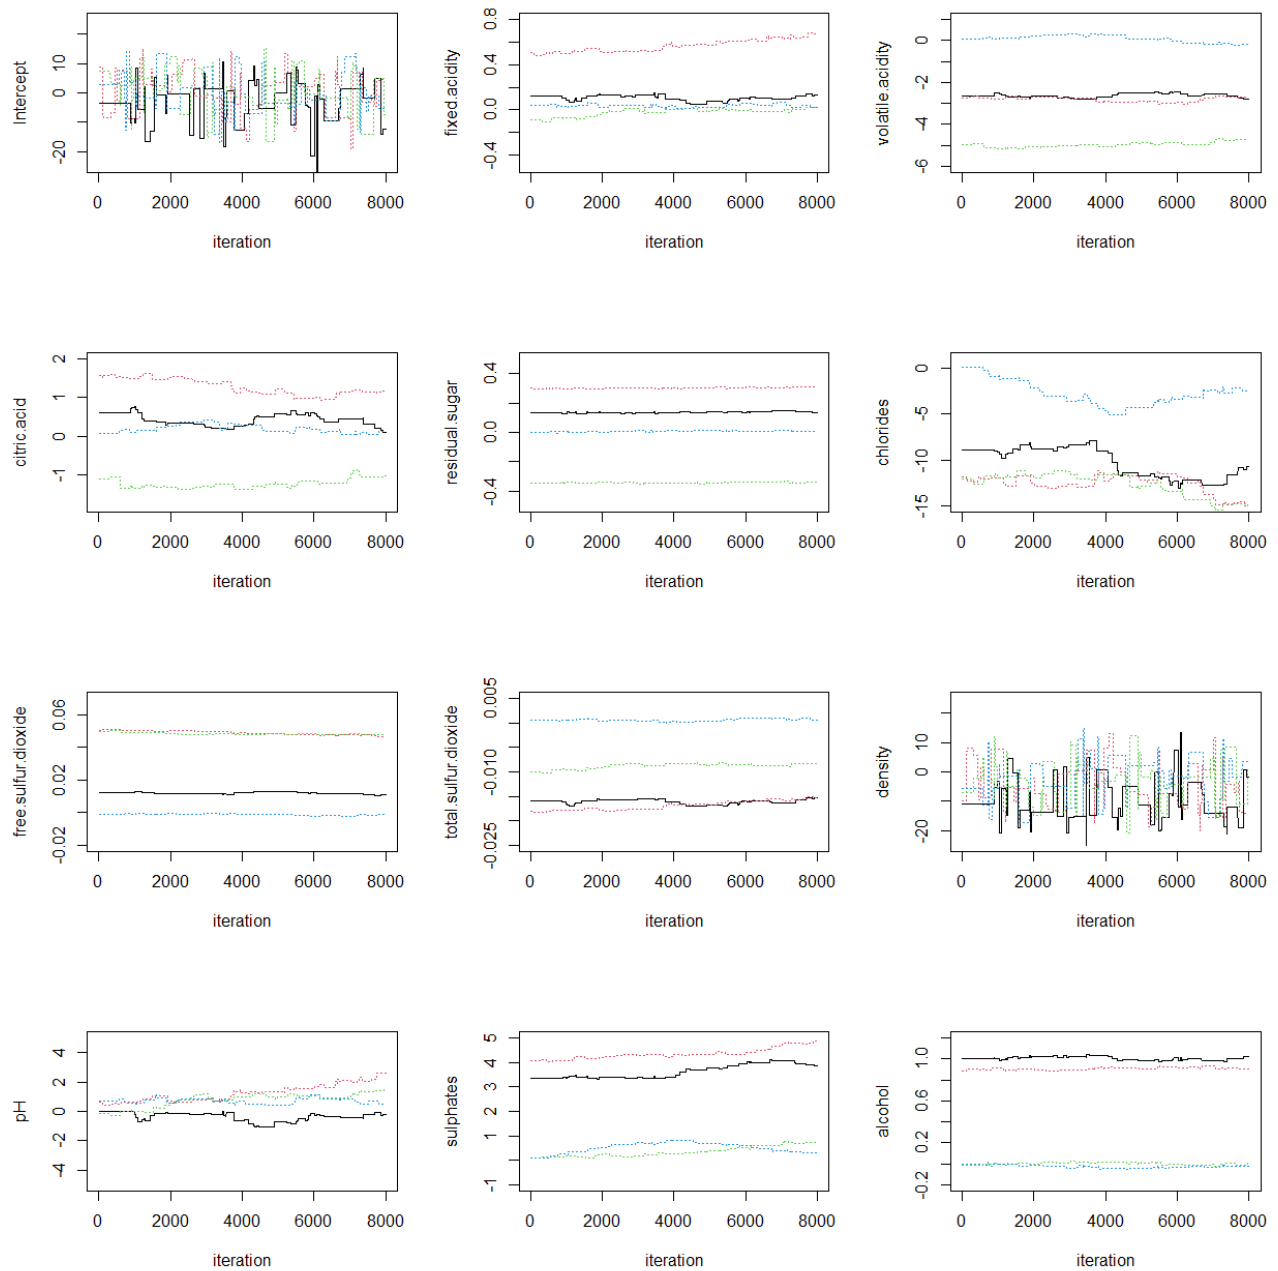 Intercept
10
0
-20
0 2000 4000 6000 8000
iteration
fixed.acidity
0.8
0.4
0.0
-0.4
0 2000 4000 6000 8000
iteration
volatile.acidity
0
-2
-4
-6
0 2000 4000 6000 8000
iteration
citric.acid
2
1
0
-1
0 2000 4000 6000 8000
iteration
residual.sugar
0.4
0.0
-0.4
0 2000 4000 6000 8000
iteration
chlorides
0
-5
-10
-15
0 2000 4000 6000 8000
iteration
free.sulfur.dioxide
0.06
0.02
-0.02
0 2000 4000 6000 8000
iteration
total.sulfur.dioxide
0.005
-0.010
-0.025
0 2000 4000 6000 8000
iteration
density
10
0
-20
0 2000 4000 6000 8000
iteration
pH
4
2
0
-2
-4
0 2000 4000 6000 8000
iteration
sulphates
5
4
3
2
1
-1
0 2000 4000 6000 8000
iteration
alcohol
1.0
0.6
0.2
-0.2
0 2000 4000 6000 8000
iteration